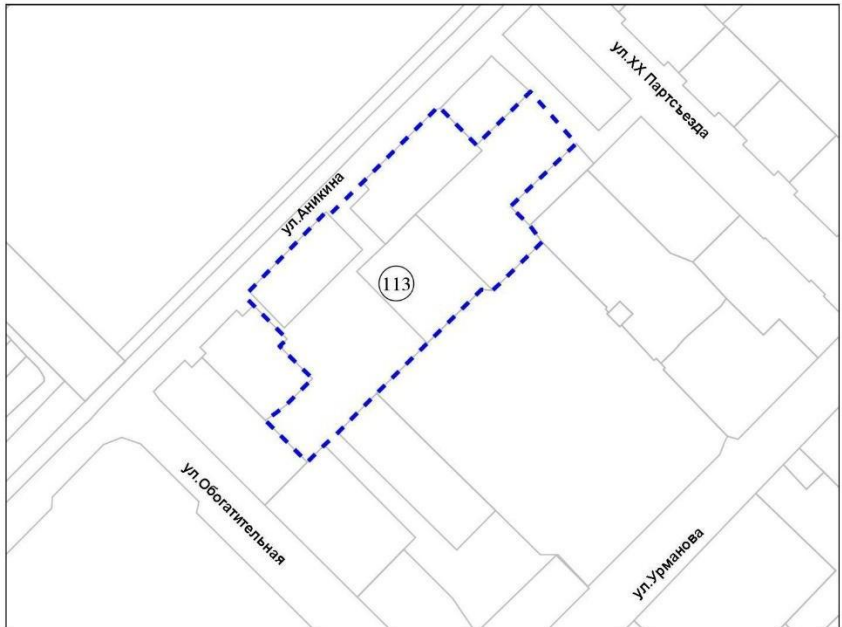 ул.XX Партсъезда
ул.Аникина
113
ул.Обогатительная
ул.Урманова